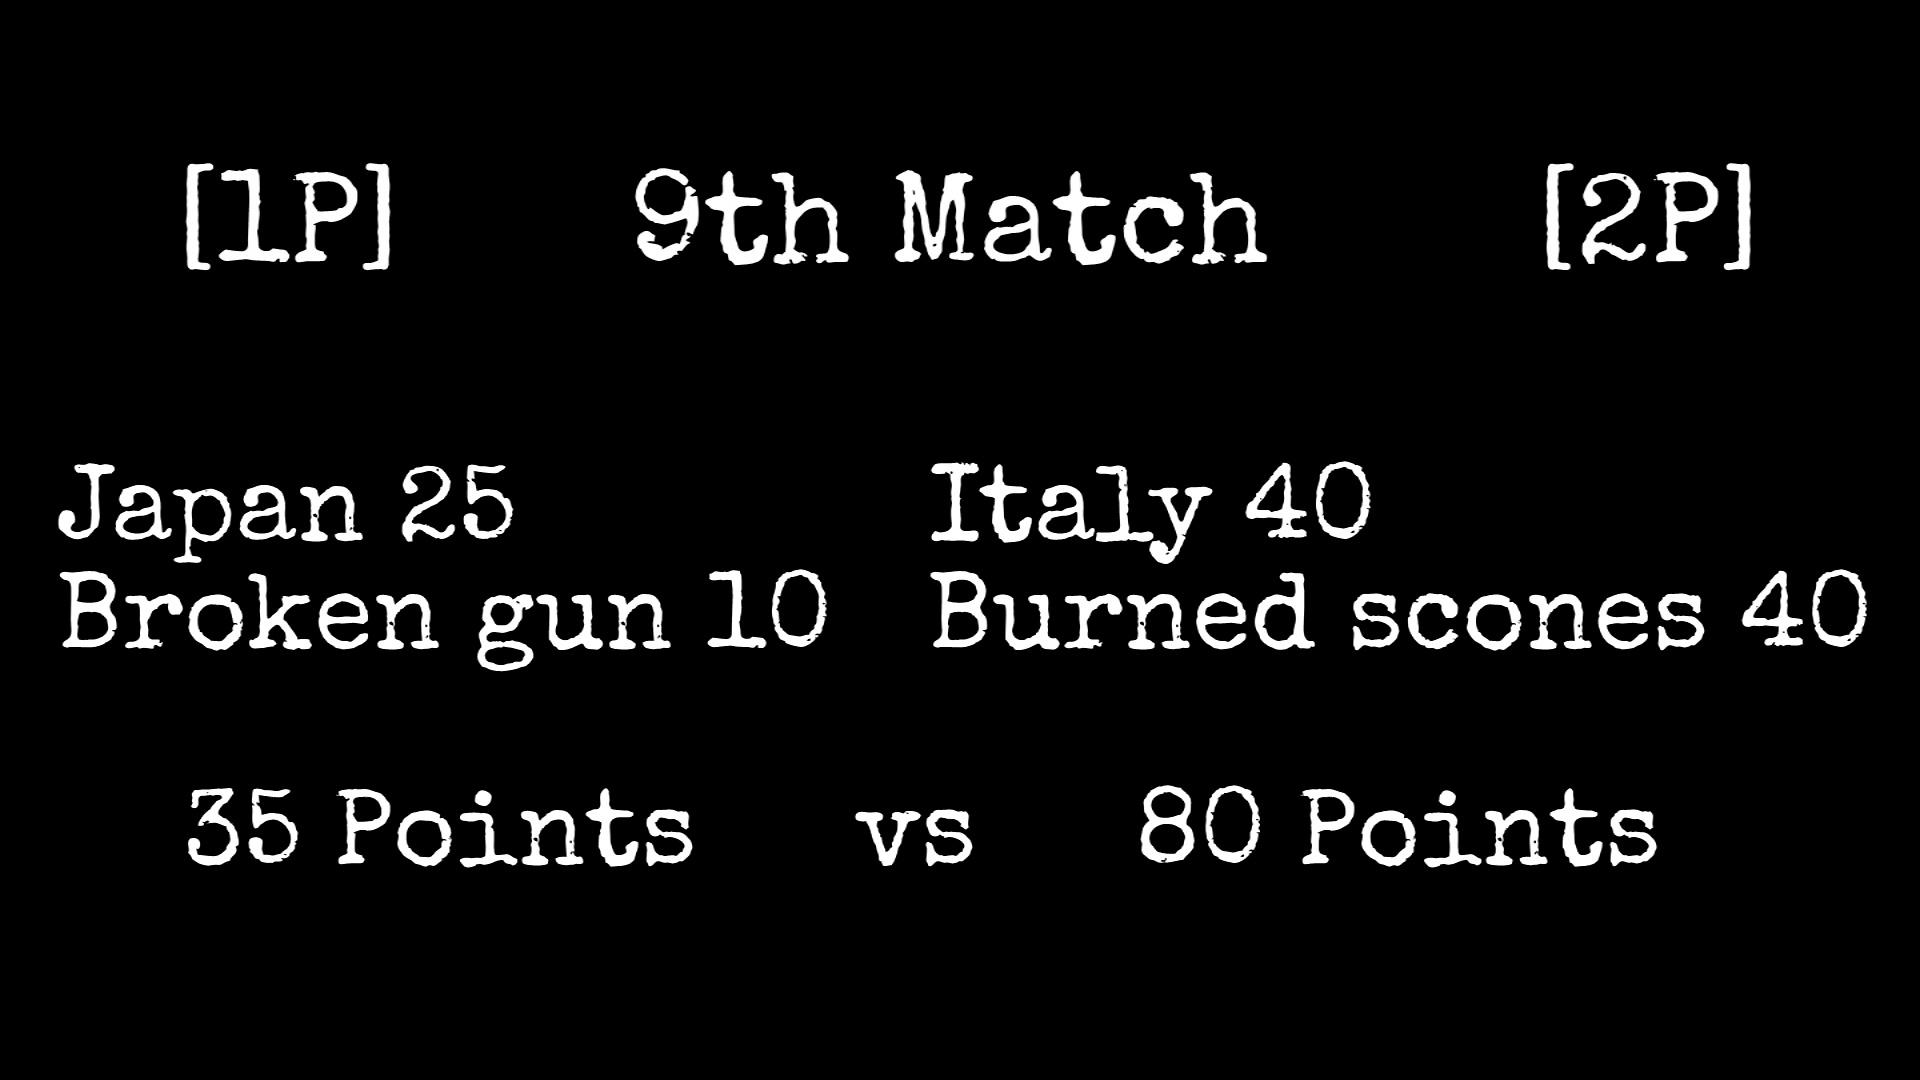 [1P] 9th Match [2P]
Japan 25 Italy 40
Broken gun 10 Burned scones 40
35 Points vs 80 Points